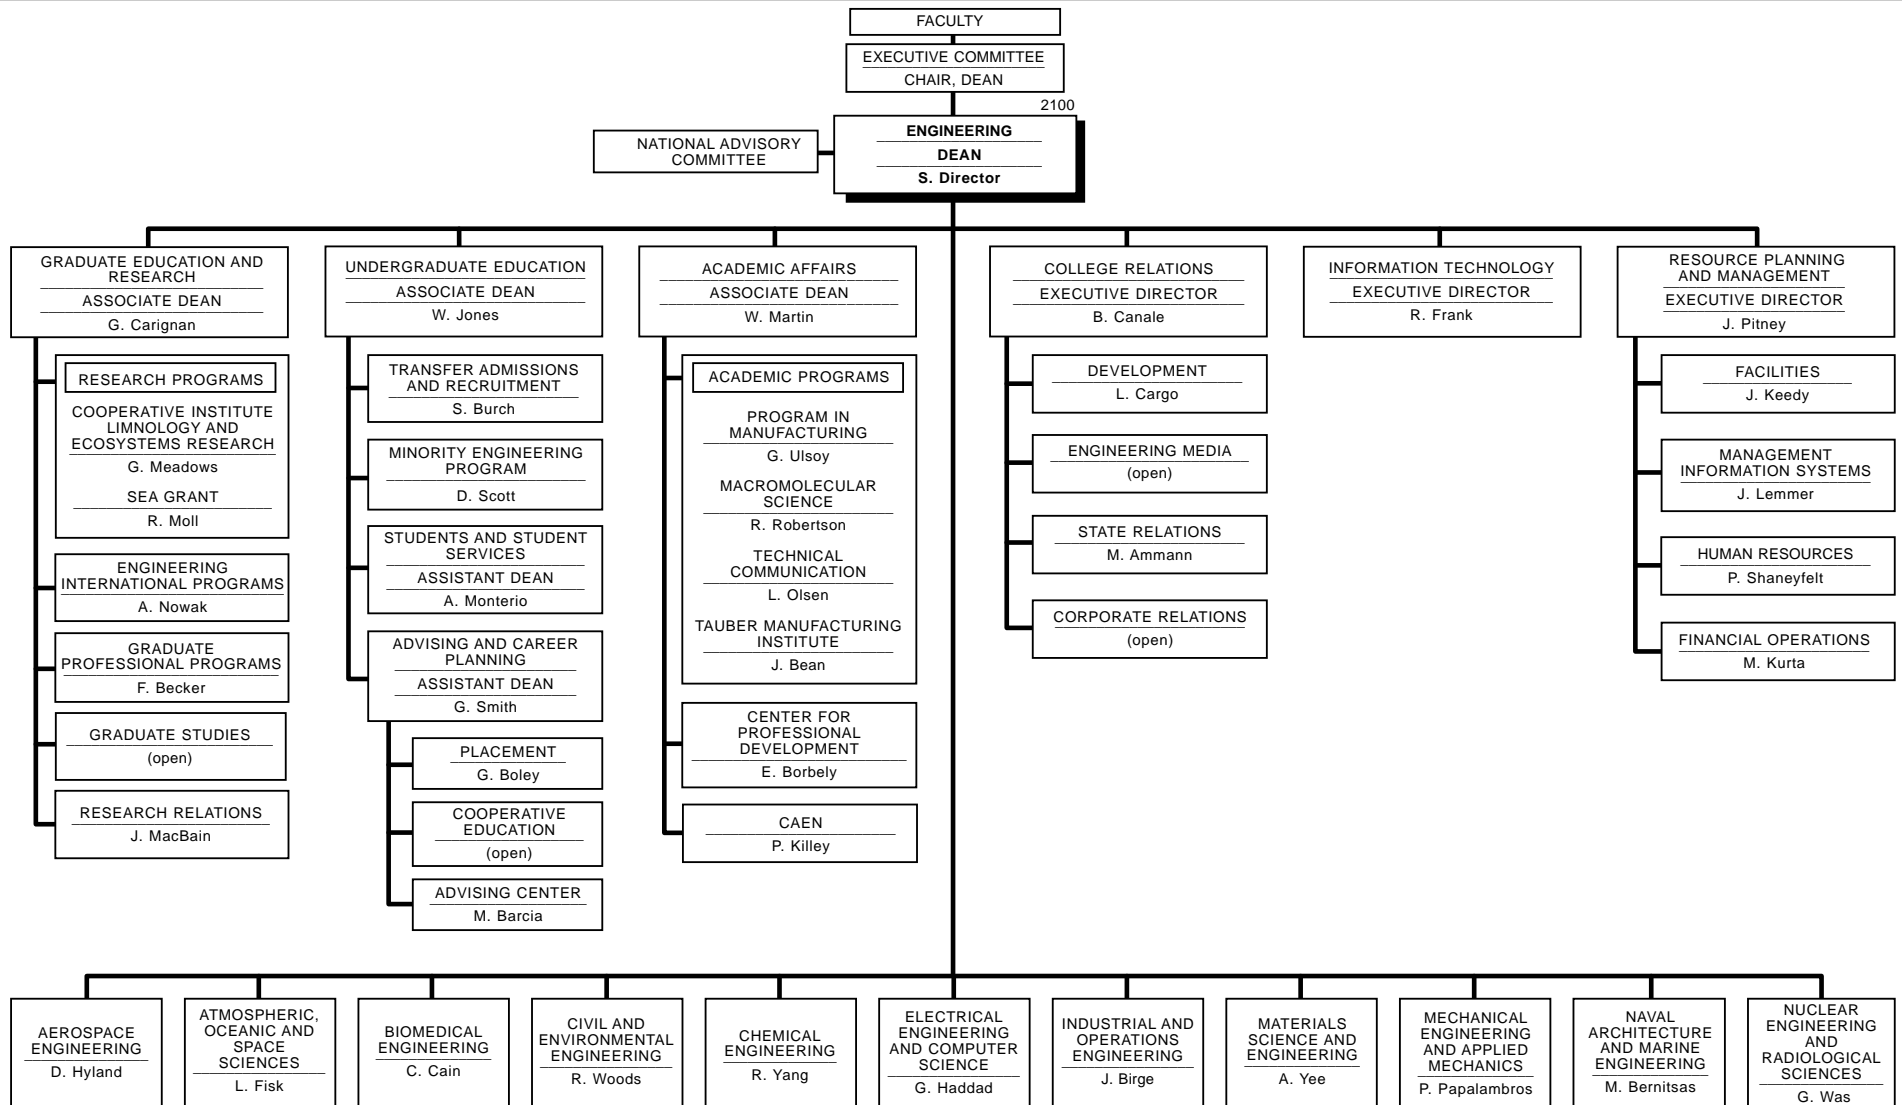 FACULTY
EXECUTIVE COMMITTEE
CHAIR, DEAN
2100
ENGINEERING
DEAN
S. Director
NATIONAL ADVISORY
COMMITTEE
GRADUATE EDUCATION AND
RESEARCH
ASSOCIATE DEAN
G. Carignan
RESEARCH PROGRAMS
COOPERATIVE INSTITUTE
LIMNOLOGY AND
ECOSYSTEMS RESEARCH
G. Meadows
SEA GRANT
R. Moll
ENGINEERING
INTERNATIONAL PROGRAMS
A. Nowak
GRADUATE
PROFESSIONAL PROGRAMS
F. Becker
GRADUATE STUDIES
(open)
RESEARCH RELATIONS
J. MacBain
UNDERGRADUATE EDUCATION
ASSOCIATE DEAN
W. Jones
TRANSFER ADMISSIONS
AND RECRUITMENT
S. Burch
MINORITY ENGINEERING
PROGRAM
D. Scott
STUDENTS AND STUDENT
SERVICES
ASSISTANT DEAN
A. Monterio
ADVISING AND CAREER
PLANNING
ASSISTANT DEAN
G. Smith
PLACEMENT
G. Boley
COOPERATIVE
EDUCATION
(open)
ADVISING CENTER
M. Barcia
ACADEMIC AFFAIRS
ASSOCIATE DEAN
W. Martin
ACADEMIC PROGRAMS
PROGRAM IN
MANUFACTURING
G. Ulsoy
MACROMOLECULAR
SCIENCE
R. Robertson
TECHNICAL
COMMUNICATION
L. Olsen
TAUBER MANUFACTURING
INSTITUTE
J. Bean
CENTER FOR
PROFESSIONAL
DEVELOPMENT
E. Borbely
CAEN
P. Killey
COLLEGE RELATIONS
EXECUTIVE DIRECTOR
B. Canale
DEVELOPMENT
L. Cargo
ENGINEERING MEDIA
(open)
STATE RELATIONS
M. Ammann
CORPORATE RELATIONS
(open)
INFORMATION TECHNOLOGY
EXECUTIVE DIRECTOR
R. Frank
RESOURCE PLANNING
AND MANAGEMENT
EXECUTIVE DIRECTOR
J. Pitney
FACILITIES
J. Keedy
MANAGEMENT
INFORMATION SYSTEMS
J. Lemmer
HUMAN RESOURCES
P. Shaneyfelt
FINANCIAL OPERATIONS
M. Kurta
AEROSPACE
ENGINEERING
D. Hyland
ATMOSPHERIC,
OCEANIC AND
SPACE
SCIENCES
L. Fisk
BIOMEDICAL
ENGINEERING
C. Cain
CIVIL AND
ENVIRONMENTAL
ENGINEERING
R. Woods
CHEMICAL
ENGINEERING
R. Yang
ELECTRICAL
ENGINEERING
AND COMPUTER
SCIENCE
G. Haddad
INDUSTRIAL AND
OPERATIONS
ENGINEERING
J. Birge
MATERIALS
SCIENCE AND
ENGINEERING
A. Yee
MECHANICAL
ENGINEERING
AND APPLIED
MECHANICS
P. Papalambros
NAVAL
ARCHITECTURE
AND MARINE
ENGINEERING
M. Bernitsas
NUCLEAR
ENGINEERING
AND
RADIOLOGICAL
SCIENCES
G. Was